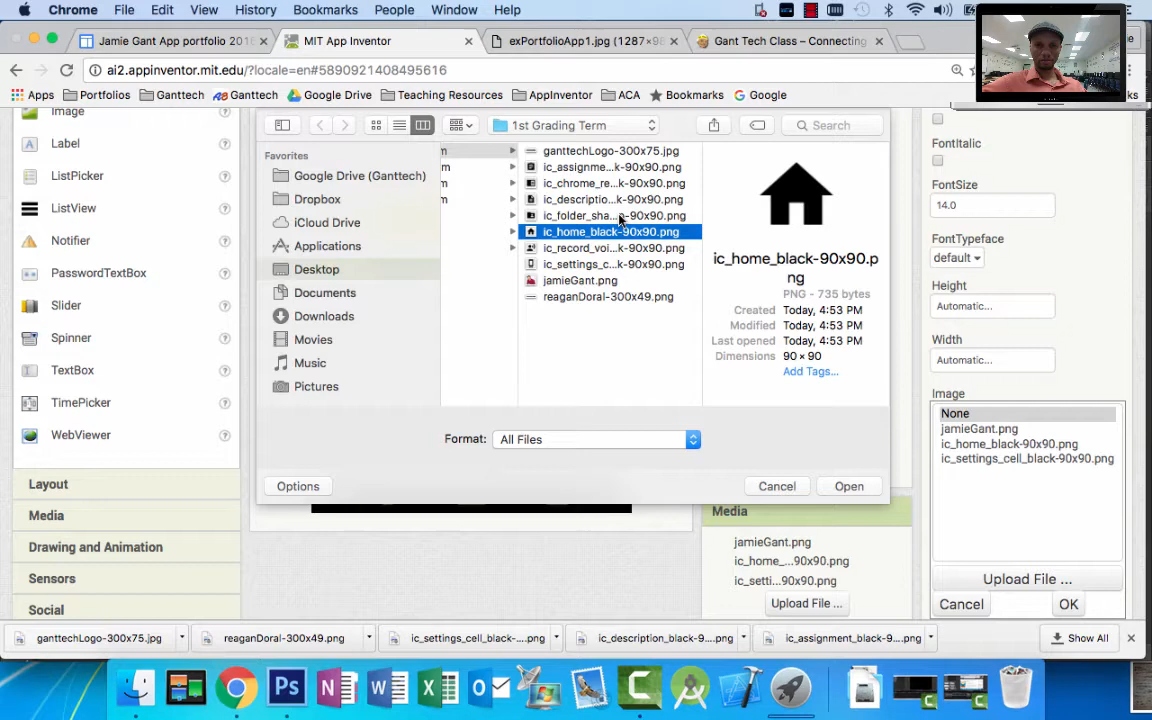 Chrome File Edit View History Bookmarks People Window Help
Jamie Gant App portfolio 2016
MIT App Inventor
exPortfolioApp1.jpg (1287×98
Gant Tech Class – Connecting
ai2.appinventor.mit.edu/?locale=en#5890921408495616
Apps Portfolios Ganttech Ganttech Google Drive Teaching Resources AppInventor ACA Bookmarks Google
Image
Label
ListPicker
ListView
Notifier
PasswordTextBox
Slider
Spinner
TextBox
TimePicker
WebViewer
Layout
Media
Drawing and Animation
Sensors
Social
1st Grading Term
Search
Favorites
Google Drive (Ganttech)
Dropbox
iCloud Drive
Applications
Desktop
Documents
Downloads
Movies
Music
Pictures
ganttechLogo-300x75.jpg
ic_assignme...k-90x90.png
ic_chrome_re...k-90x90.png
ic_descriptio...k-90x90.png
ic_folder_sha...k-90x90.png
ic_home_black-90x90.png
ic_record_voi...k-90x90.png
ic_settings_c...k-90x90.png
jamieGant.png
reaganDoral-300x49.png
ic_home_black-90x90.p
ng
PNG - 735 bytes
Created Today, 4:53 PM
Modified Today, 4:53 PM
Last opened Today, 4:53 PM
Dimensions 90 × 90
Add Tags...
Format: All Files
Options
Cancel
Open
FontItalic
FontSize
14.0
FontTypeface
default
Height
Automatic...
Width
Automatic...
Image
None
jamieGant.png
ic_home_black-90x90.png
ic_settings_cell_black-90x90.png
Upload File ...
Cancel
OK
Media
jamieGant.png
ic_home_...90x90.png
ic_setti...90x90.png
Upload File ...
ganttechLogo-300x75.jpg
reaganDoral-300x49.png
ic_settings_cell_black-....png
ic_description_black-9....png
ic_assignment_black-9....png
Show All